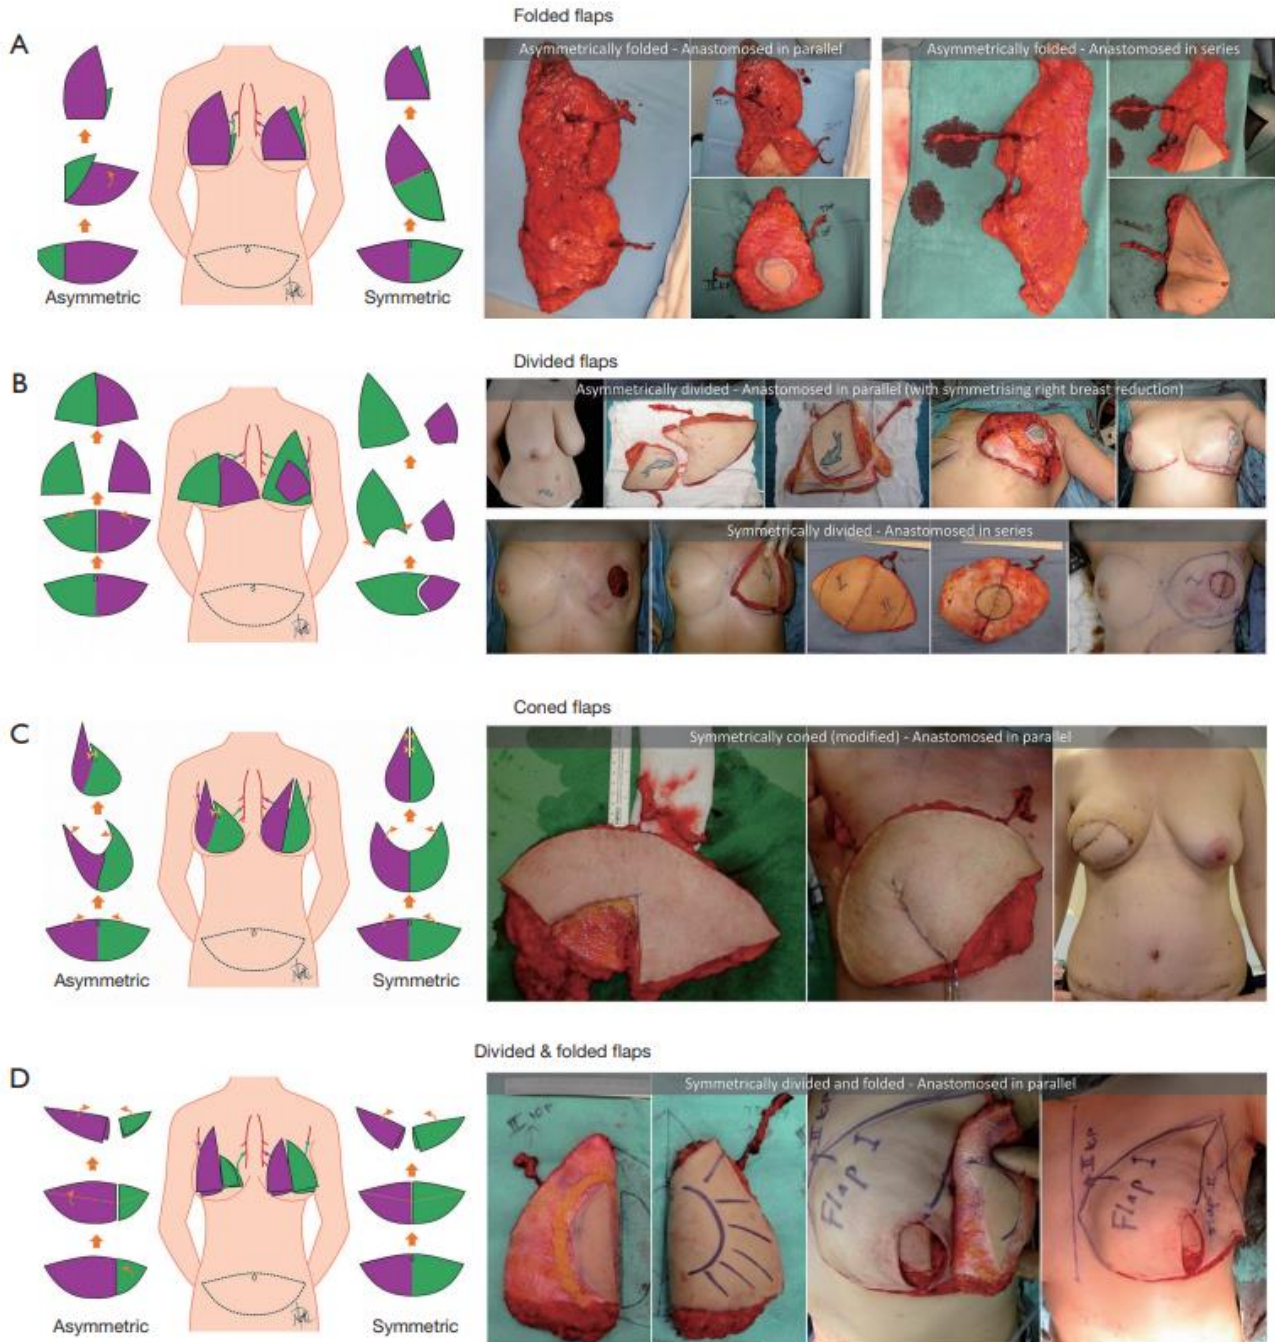 Folded flaps
A
Asymmetrically folded - Anastomosed in parallel
Asymmetrically folded - Anastomosed in series
Asymmetric
Symmetric
Divided flaps
B
Asymmetrically divided - Anastomosed in parallel (with symmetrising right breast reduction)
Symmetrically divided - Anastomosed in series
I
II
Coned flaps
C
Symmetrically coned (modified) - Anastomosed in parallel
Asymmetric
Symmetric
Divided & folded flaps
D
Symmetrically divided and folded - Anastomosed in parallel
Flap I
Flap I
Asymmetric
Symmetric